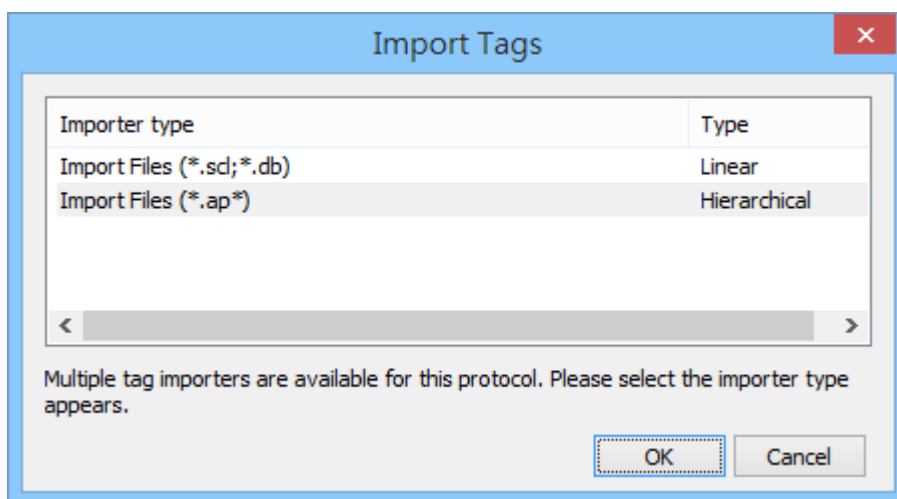 Import Tags
Importer type Type
Import Files (*.scl;*.db) Linear
Import Files (*.ap*) Hierarchical
Multiple tag importers are available for this protocol. Please select the importer type
appears.
OK Cancel